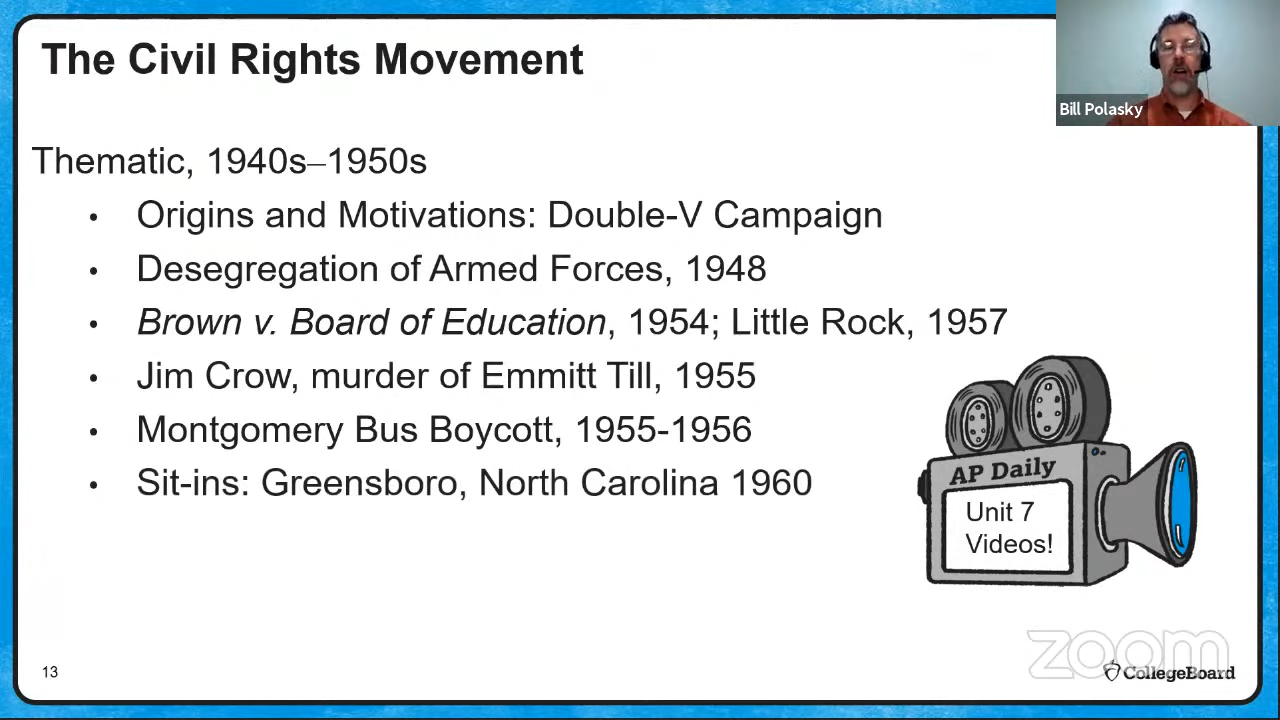 The Civil Rights Movement
Bill Polasky
Thematic, 1940s–1950s
• Origins and Motivations: Double-V Campaign
• Desegregation of Armed Forces, 1948
• Brown v. Board of Education, 1954; Little Rock, 1957
• Jim Crow, murder of Emmitt Till, 1955
• Montgomery Bus Boycott, 1955-1956
• Sit-ins: Greensboro, North Carolina 1960
AP Daily
Unit 7
Videos!
zoom
13
CollegeBoard